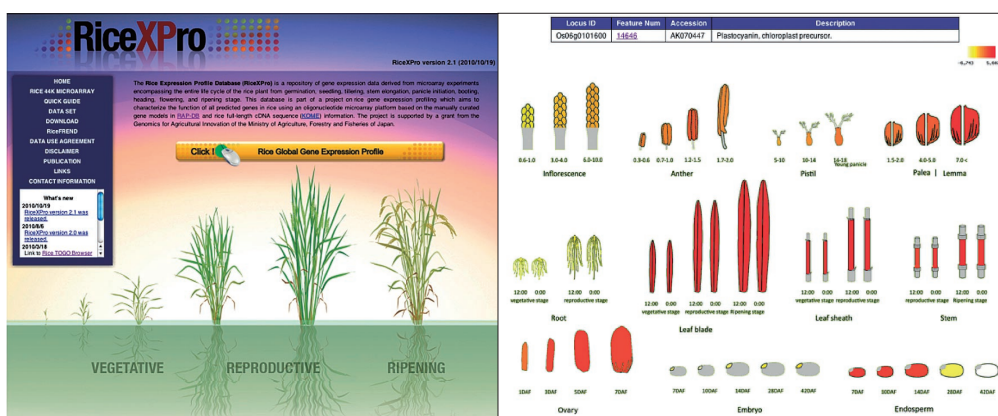 RiceXPro
RiceXPro version 2.1 (2010/10/19)
HOME
RICE 44K MICROARRAY
QUICK GUIDE
DATA SET
DOWNLOAD
RiceFREND
DATA USE AGREEMENT
DISCLAIMER
PUBLICATION
LINKS
CONTACT INFORMATION
What's new
2010/10/19
RiceXPro version 2.1 was
released.
2010/8/6
RiceXPro version 2.0 was
released.
2010/3/18
Link to Rice TOGO Browser
The Rice Expression Profile Database (RiceXPro) is a repository of gene expression data derived from microarray experiments
encompassing the entire life cycle of the rice plant from germination, seedling, tillering, stem elongation, panicle initiation, booting,
heading, flowering, and ripening stage. This database is part of a project on rice gene expression profiling which aims to
characterize the function of all predicted genes in rice using an oligonucleotide microarray platform based on the manually curated
gene models in RAP-DB and rice full-length cDNA sequence (KOME) information. The project is supported by a grant from the
Genomics for Agricultural Innovation of the Ministry of Agriculture, Forestry and Fisheries of Japan.
Click! Rice Global Gene Expression Profile
VEGETATIVE REPRODUCTIVE RIPENING
Locus ID Feature Num Accession Description
Os06g0101600 14646 AK070447 Plastocyanin, chloroplast precursor.
0.6-1.0 3.0-4.0 6.0-10.0 0.3-0.6 0.7-1.0 1.2-1.5 1.7-2.0 5-10 10-14 14-18 1.5-2.0 4.0-5.0 7.0 <
Young panicle
Inflorescence Anther Pistil Palea | Lemma
12:00 0:00 12:00 0:00 12:00 0:00 12:00 0:00 12:00 0:00 12:00 0:00 12:00 0:00 12:00 0:00 12:00 0:00
vegetative stage reproductive stage vegetative stage reproductive stage Ripening stage vegetative stage reproductive stage reproductive stage Ripening stage
Root Leaf blade Leaf sheath Stem
1DAF 3DAF 5DAF 7DAF 7DAF 10DAF 14DAF 28DAF 42DAF 7DAF 10DAF 14DAF 28DAF 42DAF
Ovary Embryo Endosperm